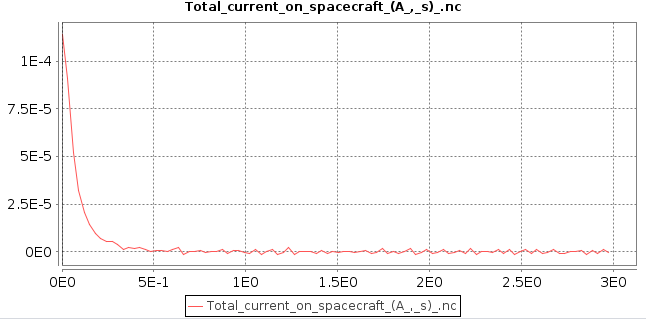 Total_current_on_spacecraft_(A_,_s)_.nc
1E-4
7.5E-5
5E-5
2.5E-5
0E0
0E0 5E-1 1E0 1.5E0 2E0 2.5E0 3E0
Total_current_on_spacecraft_(A_,_s)_.nc